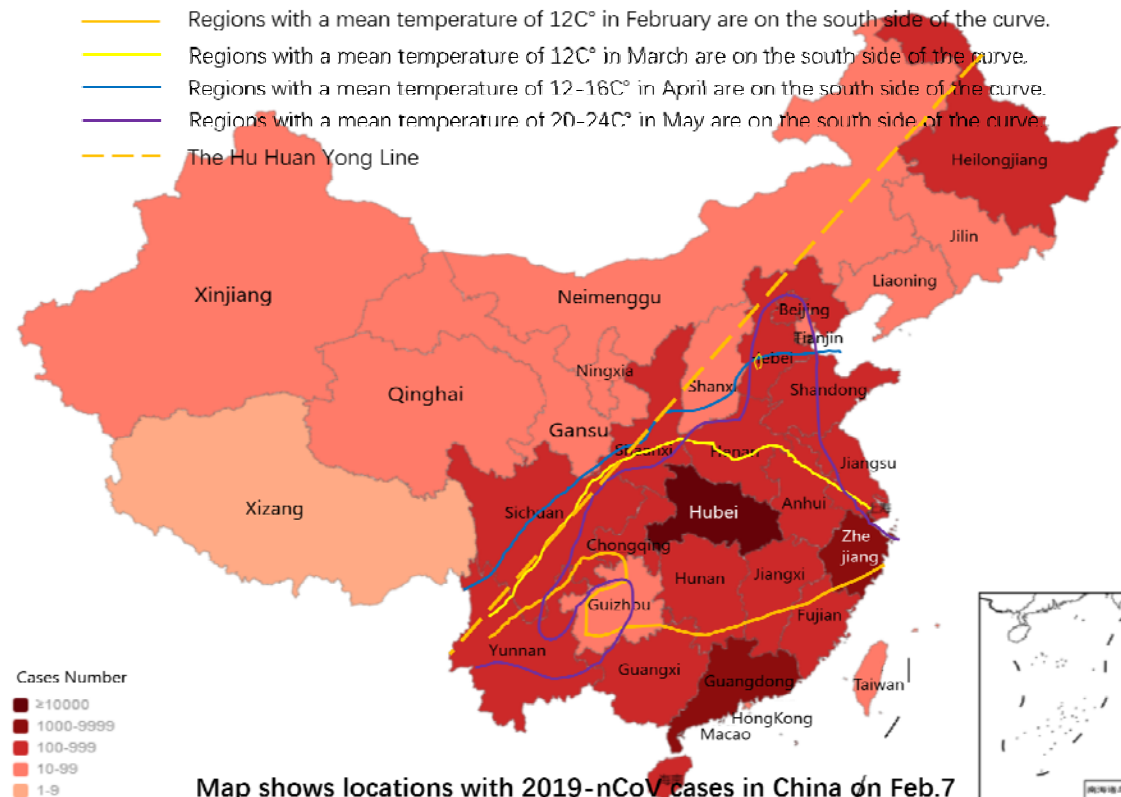 Regions with a mean temperature of 12C° in February are on the south side of the curve.
Regions with a mean temperature of 12C° in March are on the south side of the curve.
Regions with a mean temperature of 12-16C° in April are on the south side of the curve.
Regions with a mean temperature of 20-24C° in May are on the south side of the curve
The Hu Huan Yong Line
Heilongjiang
Jilin
Liaoning
Xinjiang
Neimenggu
Beijing
Tianjin
Hebei
Ningxia
Shanxi
Shandong
Qinghai
Gansu
Shaanxi
Henan
Jiangsu
Xizang
Sichuan
Hubei
Anhui
Zhe
jiang
Chongqing
Hunan
Jiangxi
Guizhou
Fujian
Yunnan
Guangxi
Guangdong
Taiwan
HongKong
Macao
Cases Number
≥10000
1000-9999
100-999
10-99
1-9
Map shows locations with 2019-nCoV cases in China on Feb.7